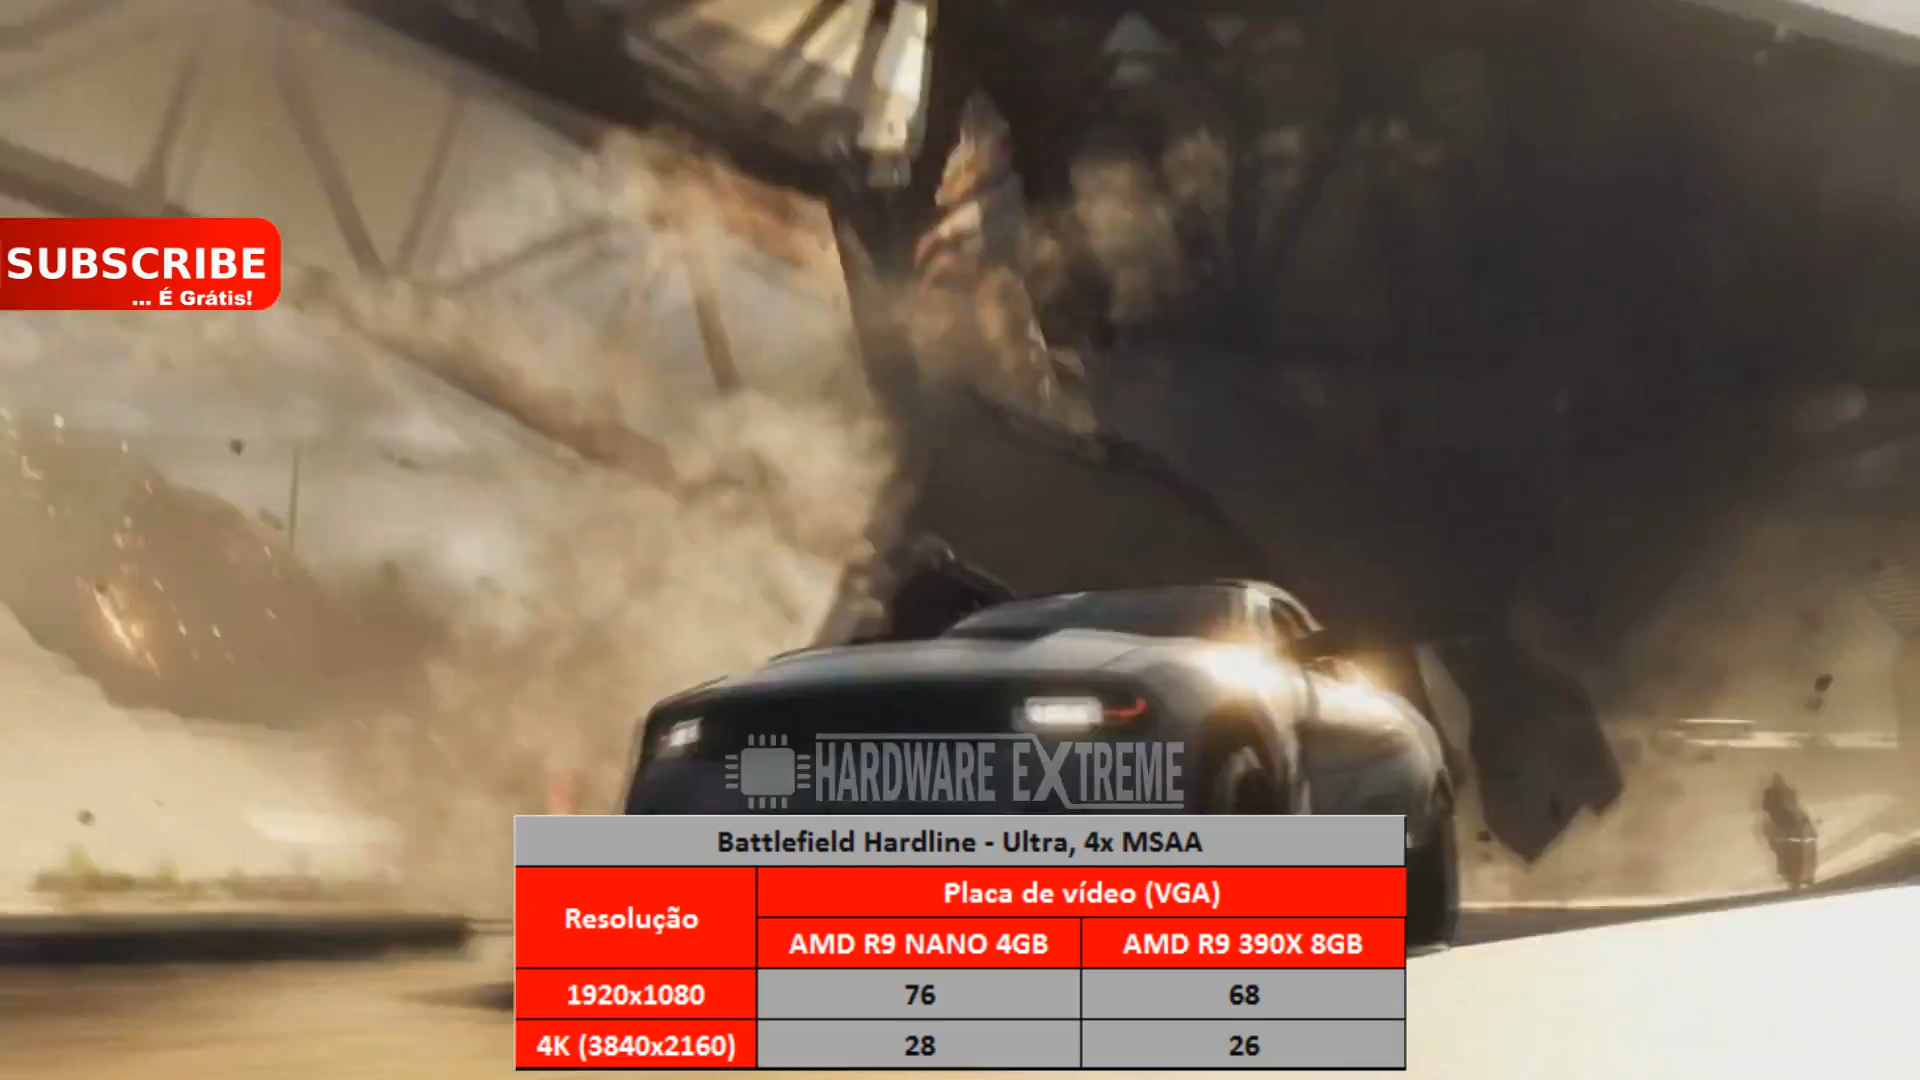 SUBSCRIBE
... É Grátis!
HARDWARE EXTREME
Battlefield Hardline - Ultra, 4x MSAA
Resolução
Placa de vídeo (VGA)
AMD R9 NANO 4GB
AMD R9 390X 8GB
1920x1080
76
68
4K (3840x2160)
28
26